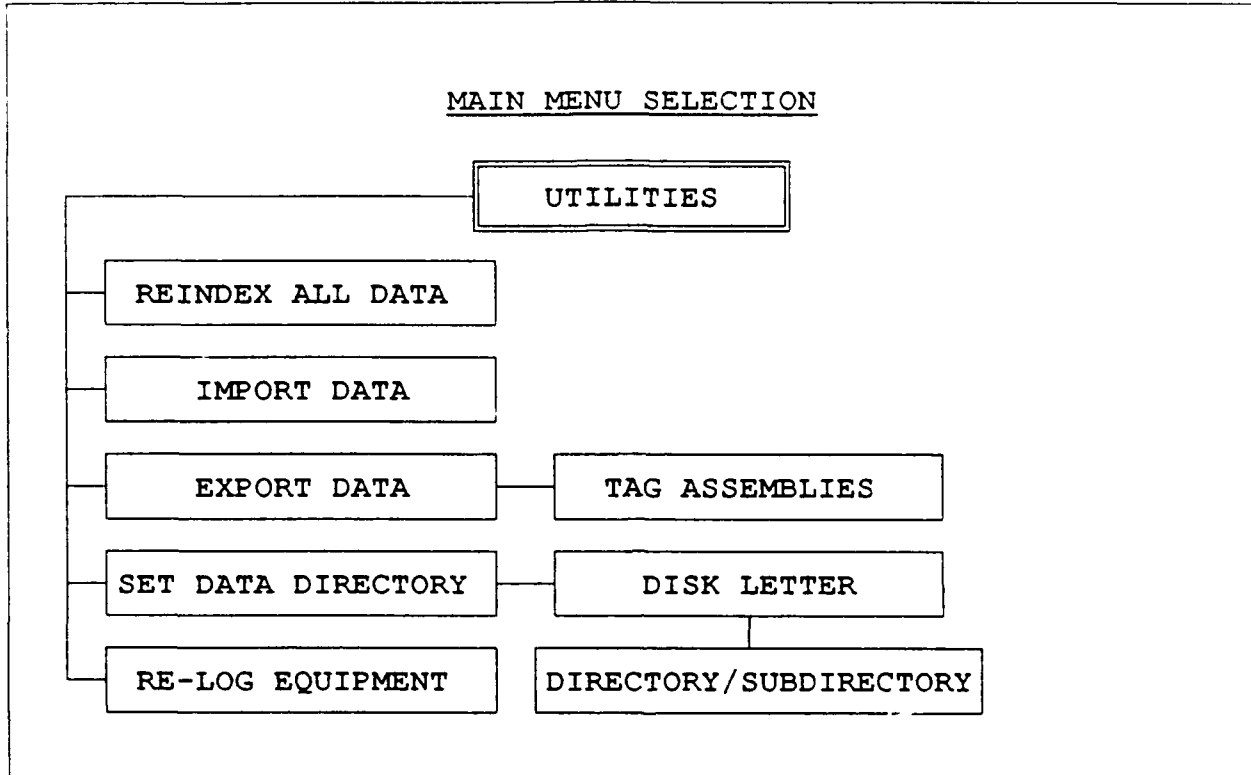 MAIN MENU SELECTION
UTILITIES
REINDEX ALL DATA
IMPORT DATA
EXPORT DATA
TAG ASSEMBLIES
SET DATA DIRECTORY
DISK LETTER
RE-LOG EQUIPMENT
DIRECTORY/SUBDIRECTORY